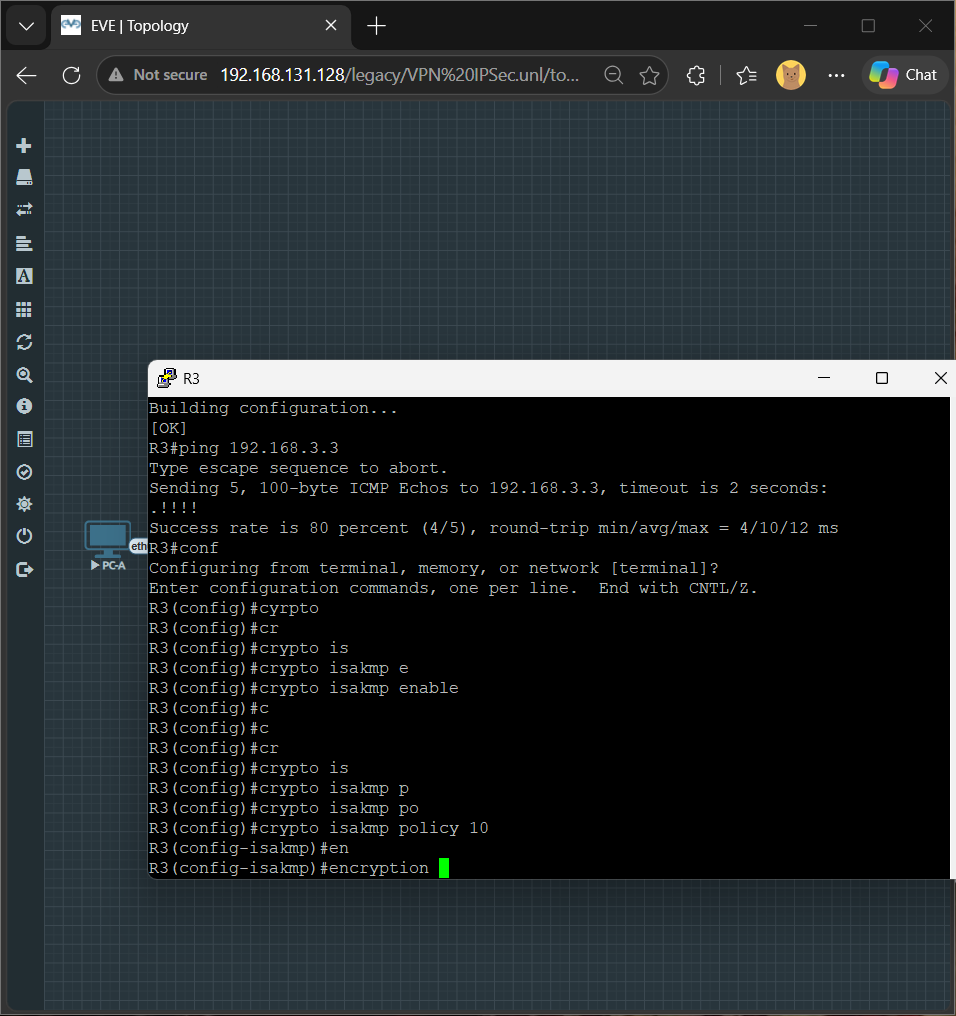 EVE | Topology
Not secure 192.168.131.128/legacy/VPN%20IPSec.unl/to...
Chat
A
R3
Building configuration...
[OK]
R3#ping 192.168.3.3
Type escape sequence to abort.
Sending 5, 100-byte ICMP Echos to 192.168.3.3, timeout is 2 seconds:
.!!!!
Success rate is 80 percent (4/5), round-trip min/avg/max = 4/10/12 ms
R3#conf
Configuring from terminal, memory, or network [terminal]?
Enter configuration commands, one per line.  End with CNTL/Z.
R3(config)#cyrpto
R3(config)#cr
R3(config)#crypto is
R3(config)#crypto isakmp e
R3(config)#crypto isakmp enable
R3(config)#c
R3(config)#c
R3(config)#cr
R3(config)#crypto is
R3(config)#crypto isakmp p
R3(config)#crypto isakmp po
R3(config)#crypto isakmp policy 10
R3(config-isakmp)#en
R3(config-isakmp)#encryption
eth
PC-A